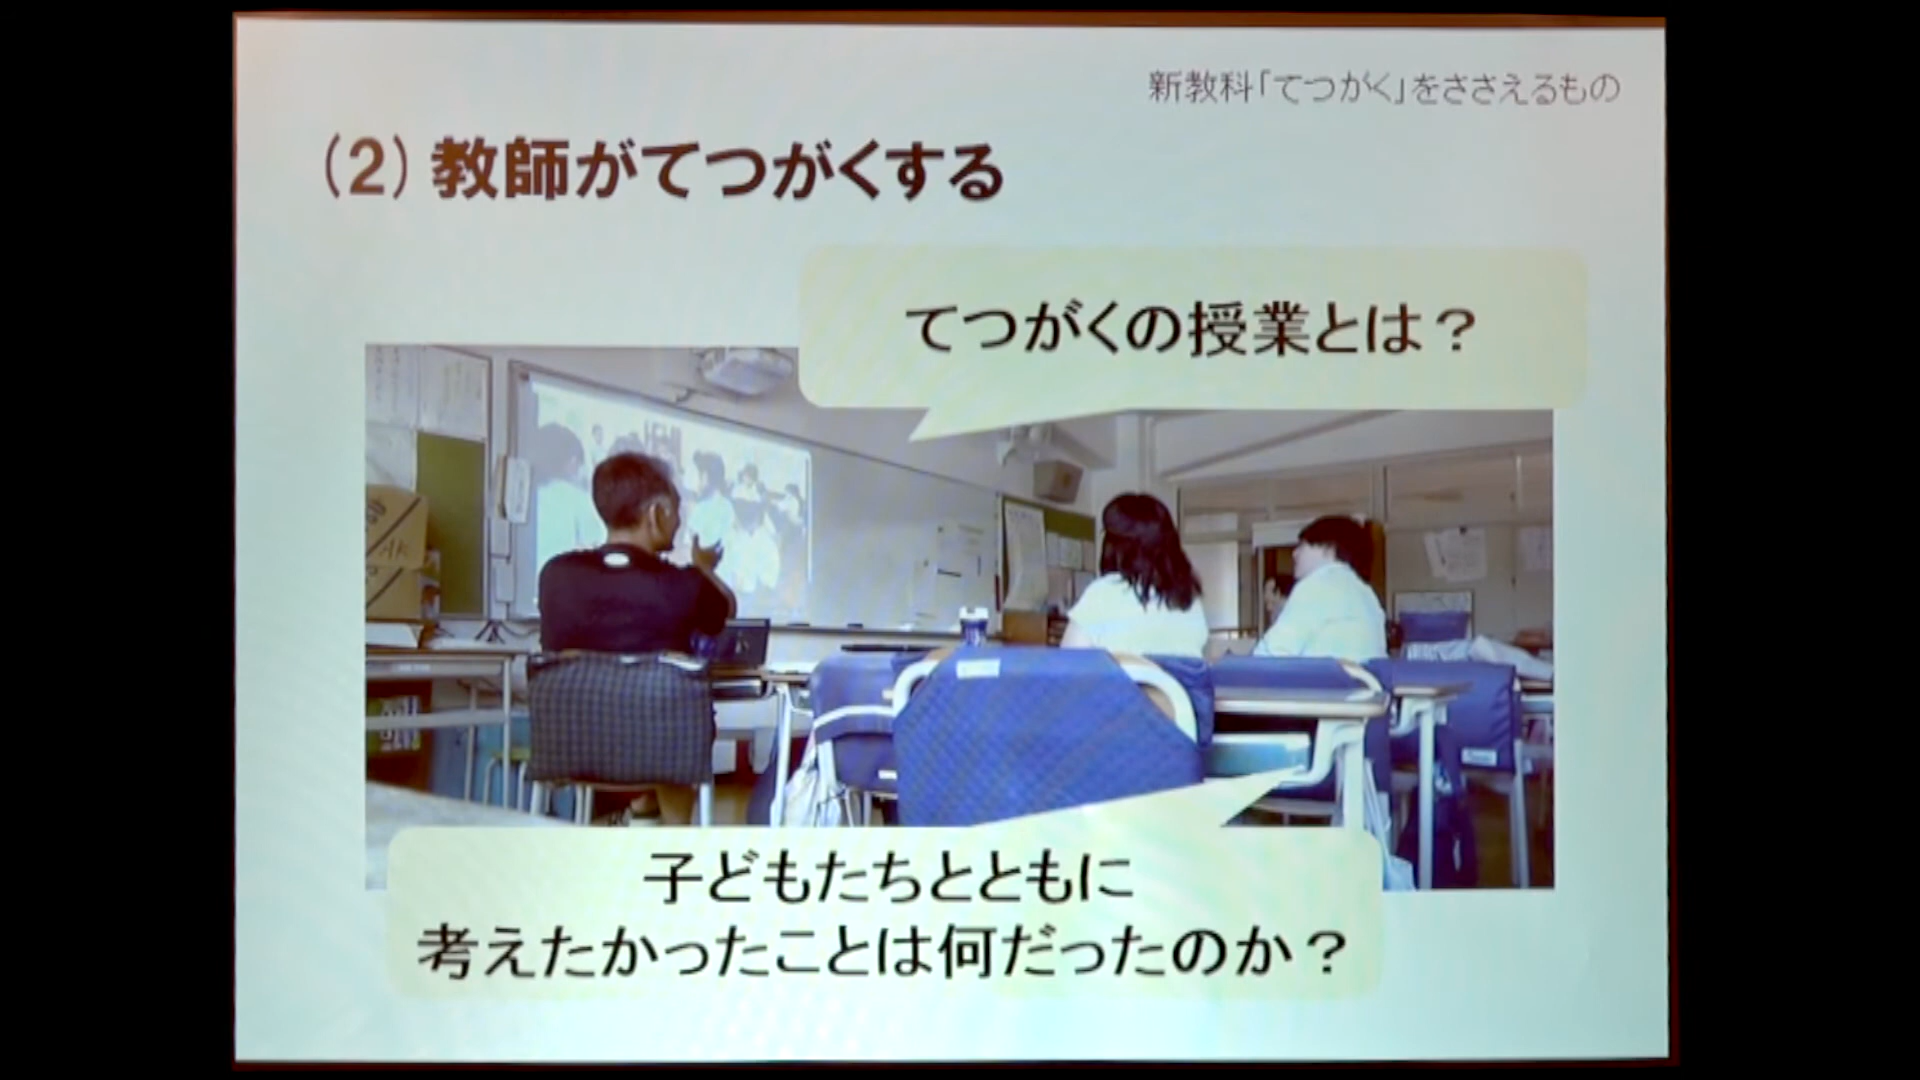 新教科「てつがく」をささえるもの
(2) 教師がてつがくする
てつがくの授業とは？
子どもたちとともに
考えたかったことは何だったのか？